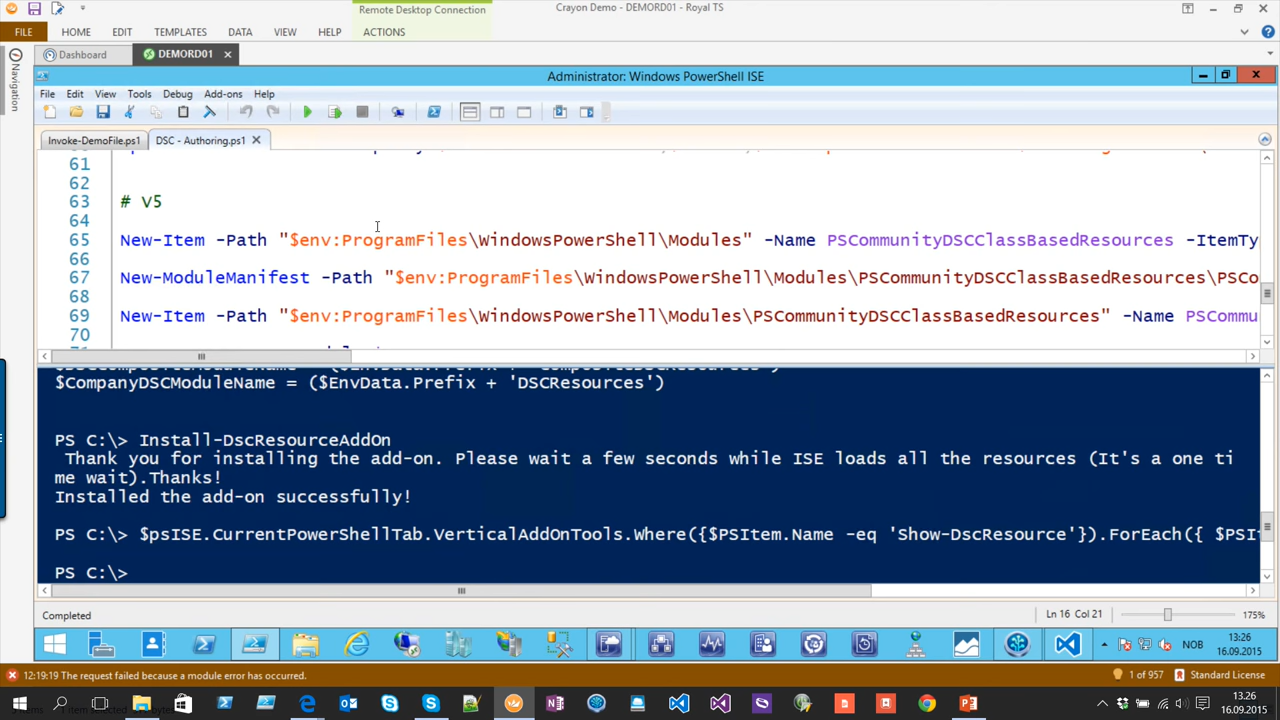 Remote Desktop Connection
Crayon Demo - DEMORD01 - Royal TS
FILE HOME EDIT TEMPLATES DATA VIEW HELP ACTIONS
Dashboard DEMORD01
Navigation
Administrator: Windows PowerShell ISE
File Edit View Tools Debug Add-ons Help
Invoke-DemoFile.ps1 DSC - Authoring.ps1
61
62
63 # V5
64
65 New-Item -Path "$env:ProgramFiles\WindowsPowerShell\Modules" -Name PSCommunityDSCClassBasedResources -ItemTy
66
67 New-ModuleManifest -Path "$env:ProgramFiles\WindowsPowerShell\Modules\PSCommunityDSCClassBasedResources\PSCo
68
69 New-Item -Path "$env:ProgramFiles\WindowsPowerShell\Modules\PSCommunityDSCClassBasedResources" -Name PSCommu
70
$CompanyDSCModuleName = ($EnvData.Prefix + 'DSCResources')
PS C:\> Install-DscResourceAddOn
Thank you for installing the add-on. Please wait a few seconds while ISE loads all the resources (It's a one ti
me wait).Thanks!
Installed the add-on successfully!
PS C:\> $psISE.CurrentPowerShellTab.VerticalAddOnTools.Where({$PSItem.Name -eq 'Show-DscResource'}).ForEach({ $PSI
PS C:\>
Completed
Ln 16 Col 21
175%
NOB
13:26
16.09.2015
12:19:19 The request failed because a module error has occurred.
1 of 957
Standard License
13.26
16.09.2015